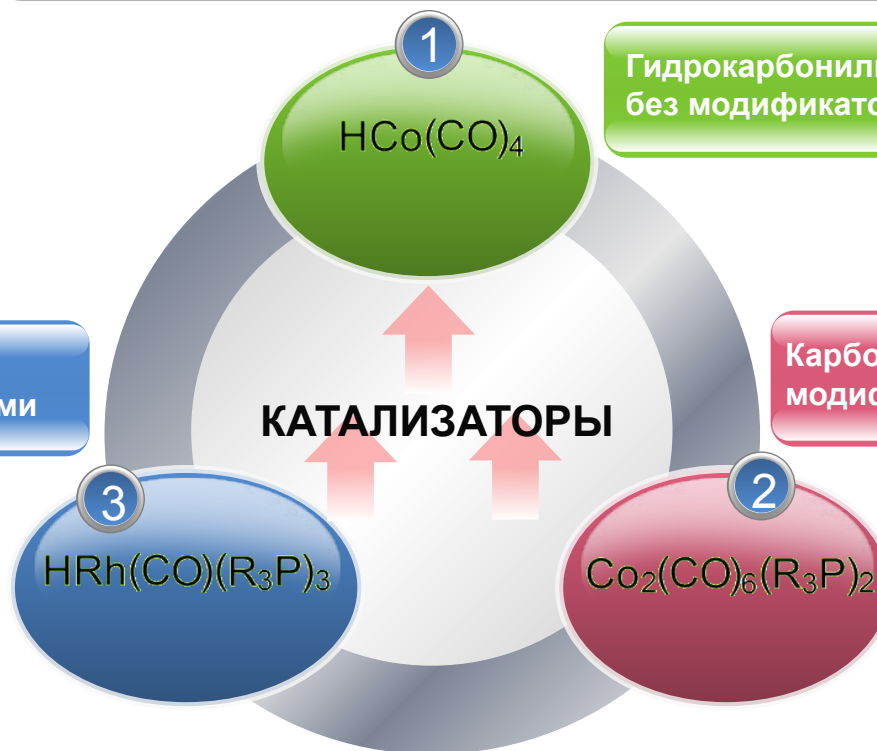 1
HCo(CO)₄
Гидрокарбонил
без модификато
Карбо
моди
ми
КАТАЛИЗАТОРЫ
3
HRh(CO)(R₃P)₃
2
Co₂(CO)₆(R₃P)₂